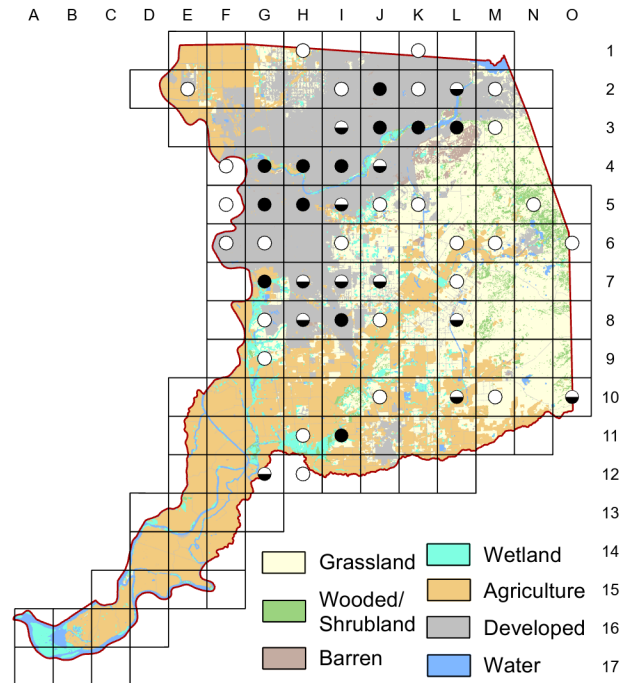 A B C D E F G H I J K L M N O
1
2
3
4
5
6
7
8
9
10
11
12
13
14
15
16
17
Grassland
Wooded/
Shrubland
Barren
Wetland
Agriculture
Developed
Water